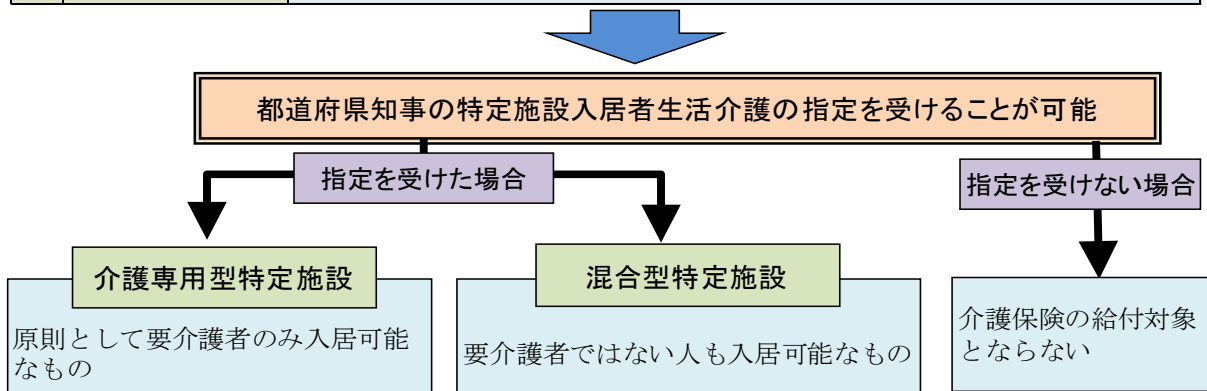 都道府県知事の特定施設入居者生活介護の指定を受けることが可能
指定を受けた場合
指定を受けない場合
介護専用型特定施設
原則として要介護者のみ入居可能
なもの
混合型特定施設
要介護者ではない人も入居可能なもの
介護保険の給付対象
とならない